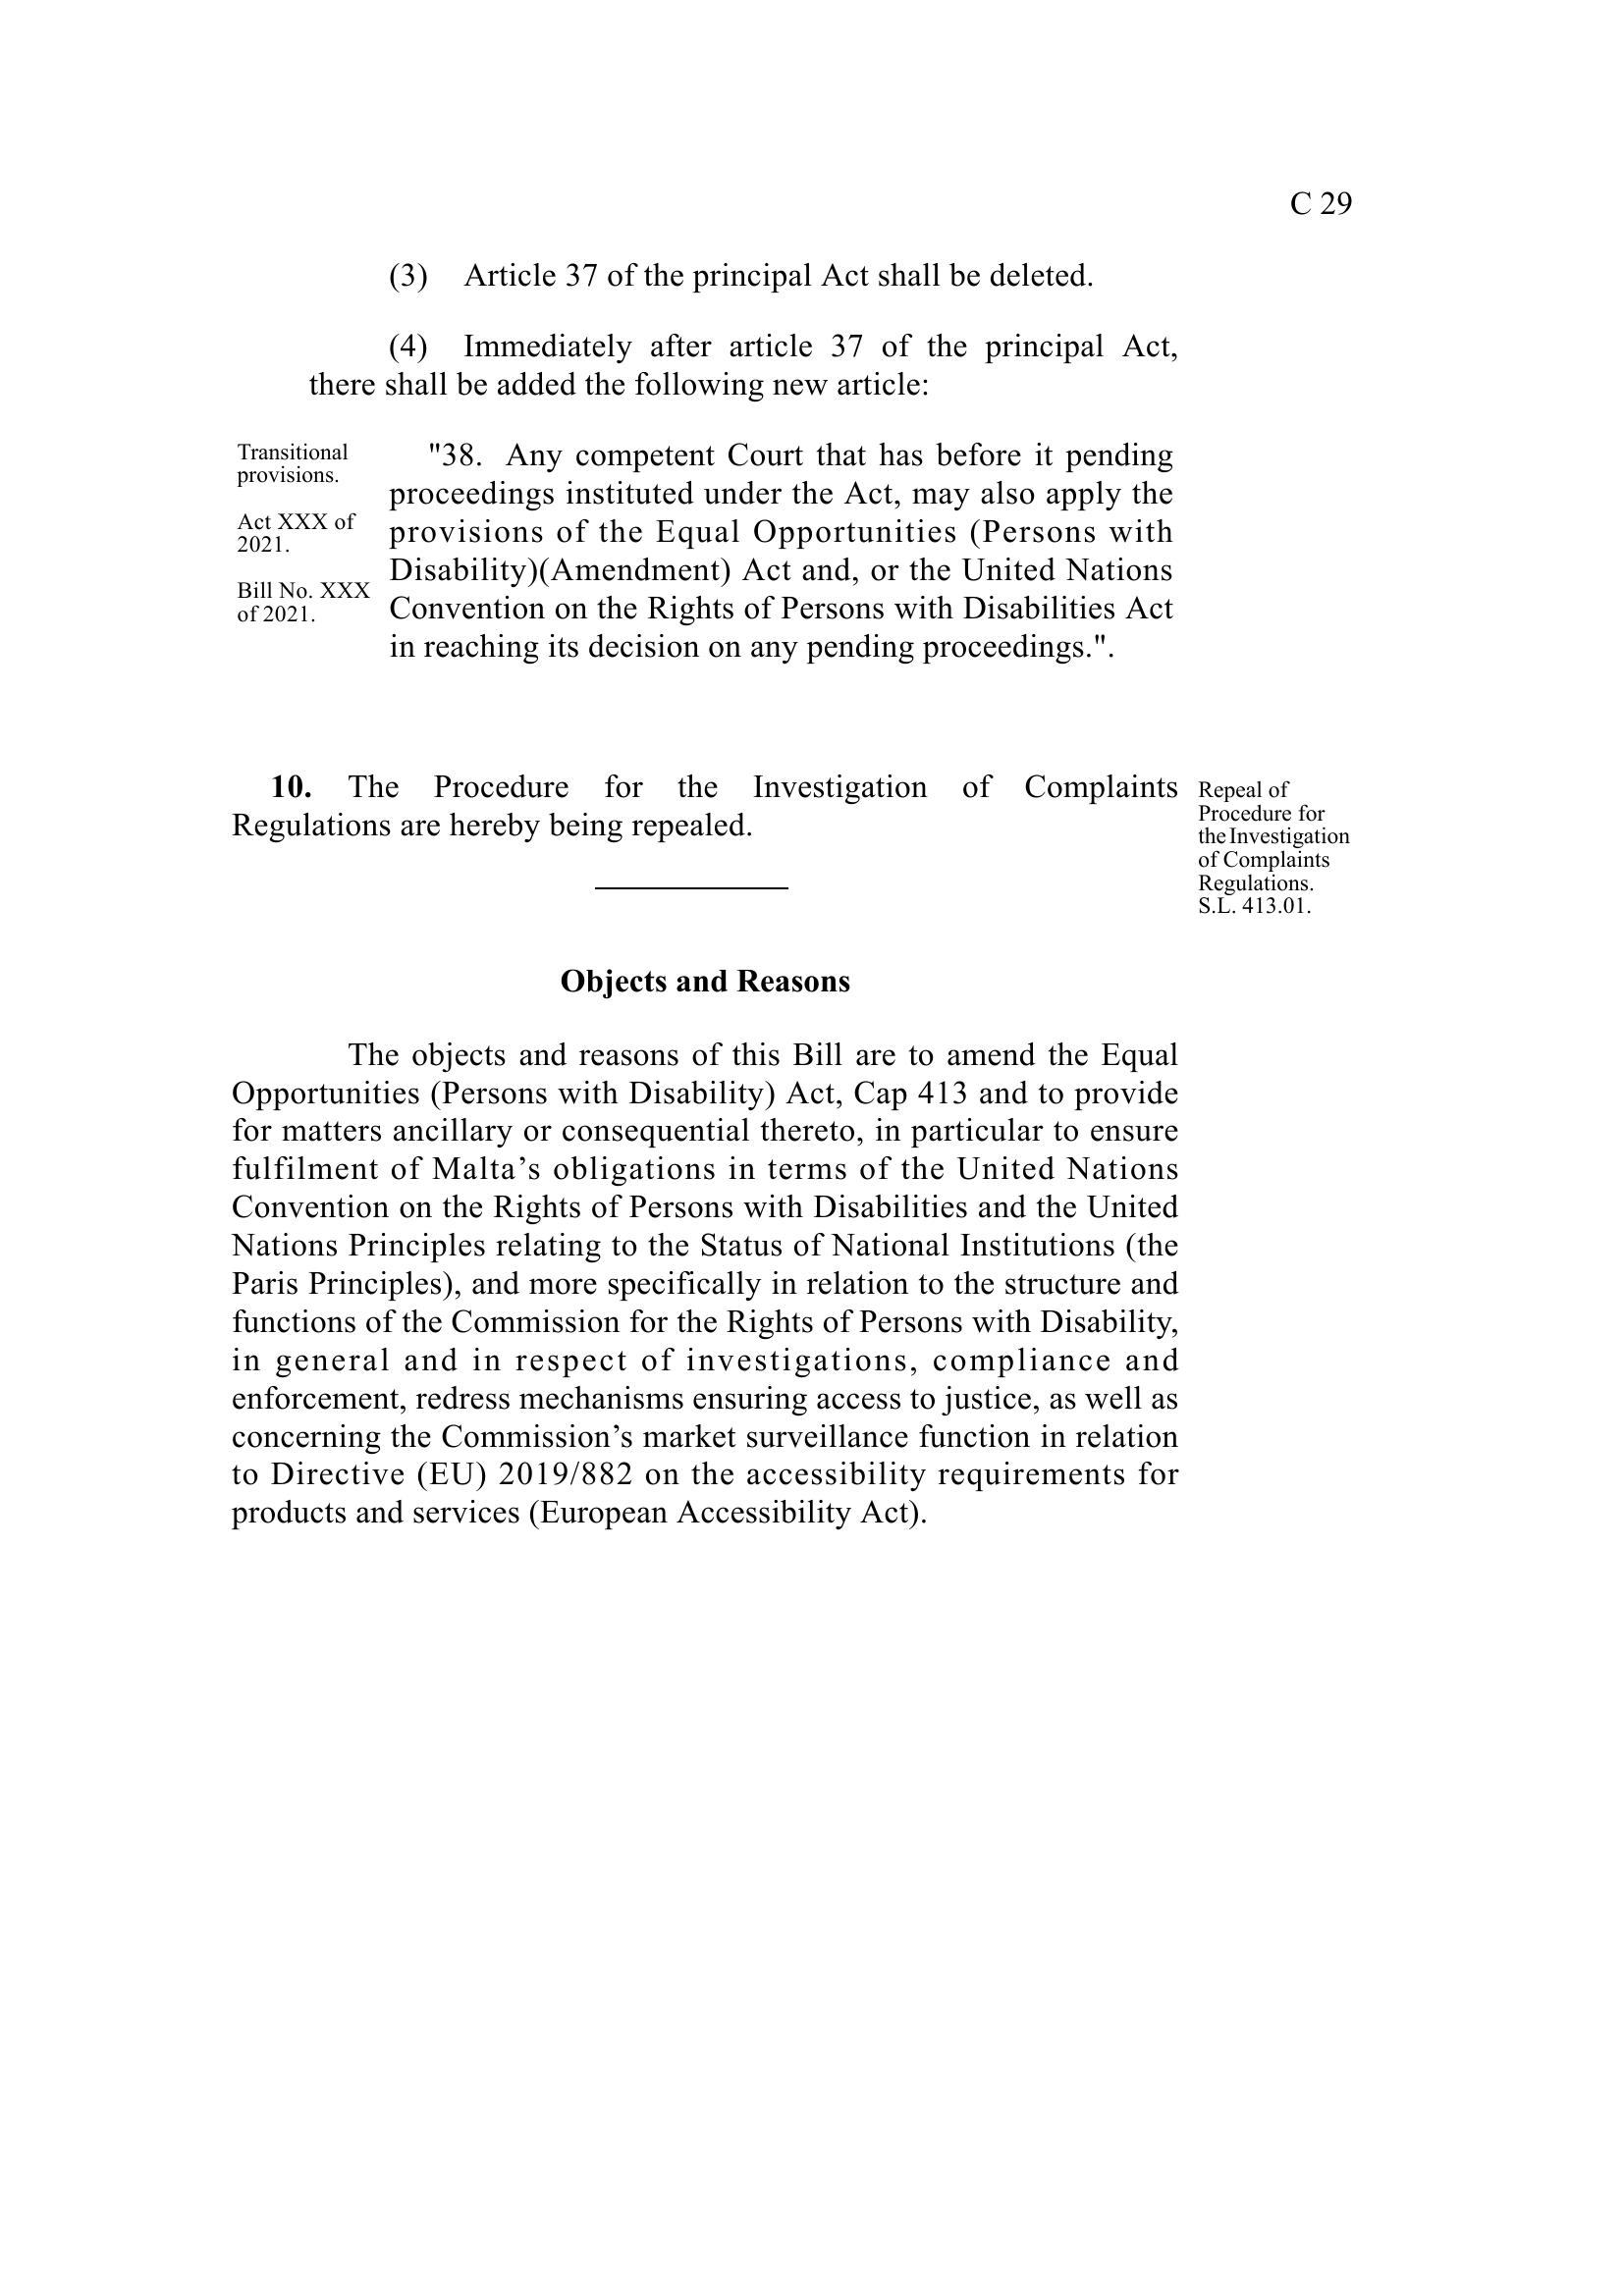 C 29
(3) Article 37 of the principal Act shall be deleted.
(4) Immediately after article 37 of the principal Act,
there shall be added the following new article:
Transitional
provisions.
Act XXX of
2021.
Bill No. XXX
of 2021.
"38. Any competent Court that has before it pending
proceedings instituted under the Act, may also apply the
provisions of the Equal Opportunities (Persons with
Disability)(Amendment) Act and, or the United Nations
Convention on the Rights of Persons with Disabilities Act
in reaching its decision on any pending proceedings.".
10. The Procedure for the Investigation of Complaints
Regulations are hereby being repealed.
Repeal of
Procedure for
the Investigation
of Complaints
Regulations.
S.L. 413.01.
Objects and Reasons
The objects and reasons of this Bill are to amend the Equal
Opportunities (Persons with Disability) Act, Cap 413 and to provide
for matters ancillary or consequential thereto, in particular to ensure
fulfilment of Malta’s obligations in terms of the United Nations
Convention on the Rights of Persons with Disabilities and the United
Nations Principles relating to the Status of National Institutions (the
Paris Principles), and more specifically in relation to the structure and
functions of the Commission for the Rights of Persons with Disability,
in general and in respect of investigations, compliance and
enforcement, redress mechanisms ensuring access to justice, as well as
concerning the Commission’s market surveillance function in relation
to Directive (EU) 2019/882 on the accessibility requirements for
products and services (European Accessibility Act).